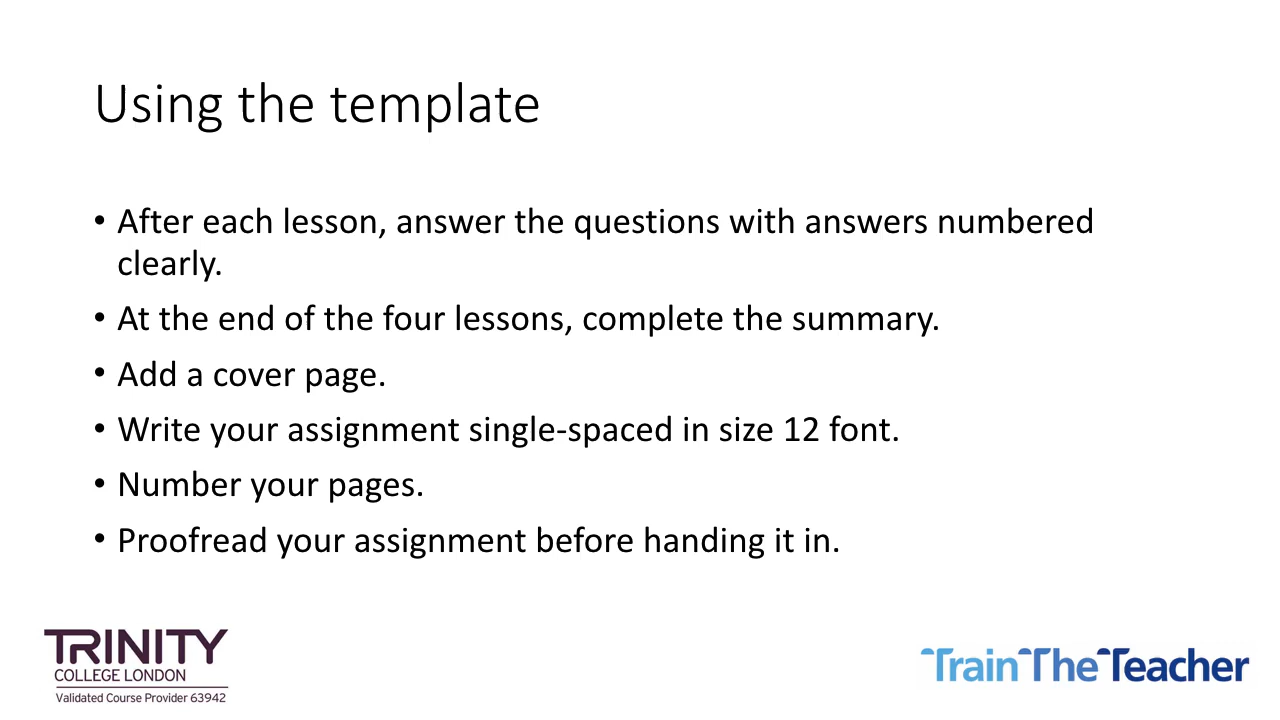 Using the template
• After each lesson, answer the questions with answers numbered
clearly.
• At the end of the four lessons, complete the summary.
• Add a cover page.
• Write your assignment single-spaced in size 12 font.
• Number your pages.
• Proofread your assignment before handing it in.
TRINITY
COLLEGE LONDON
Validated Course Provider 63942
TrainTheTeacher